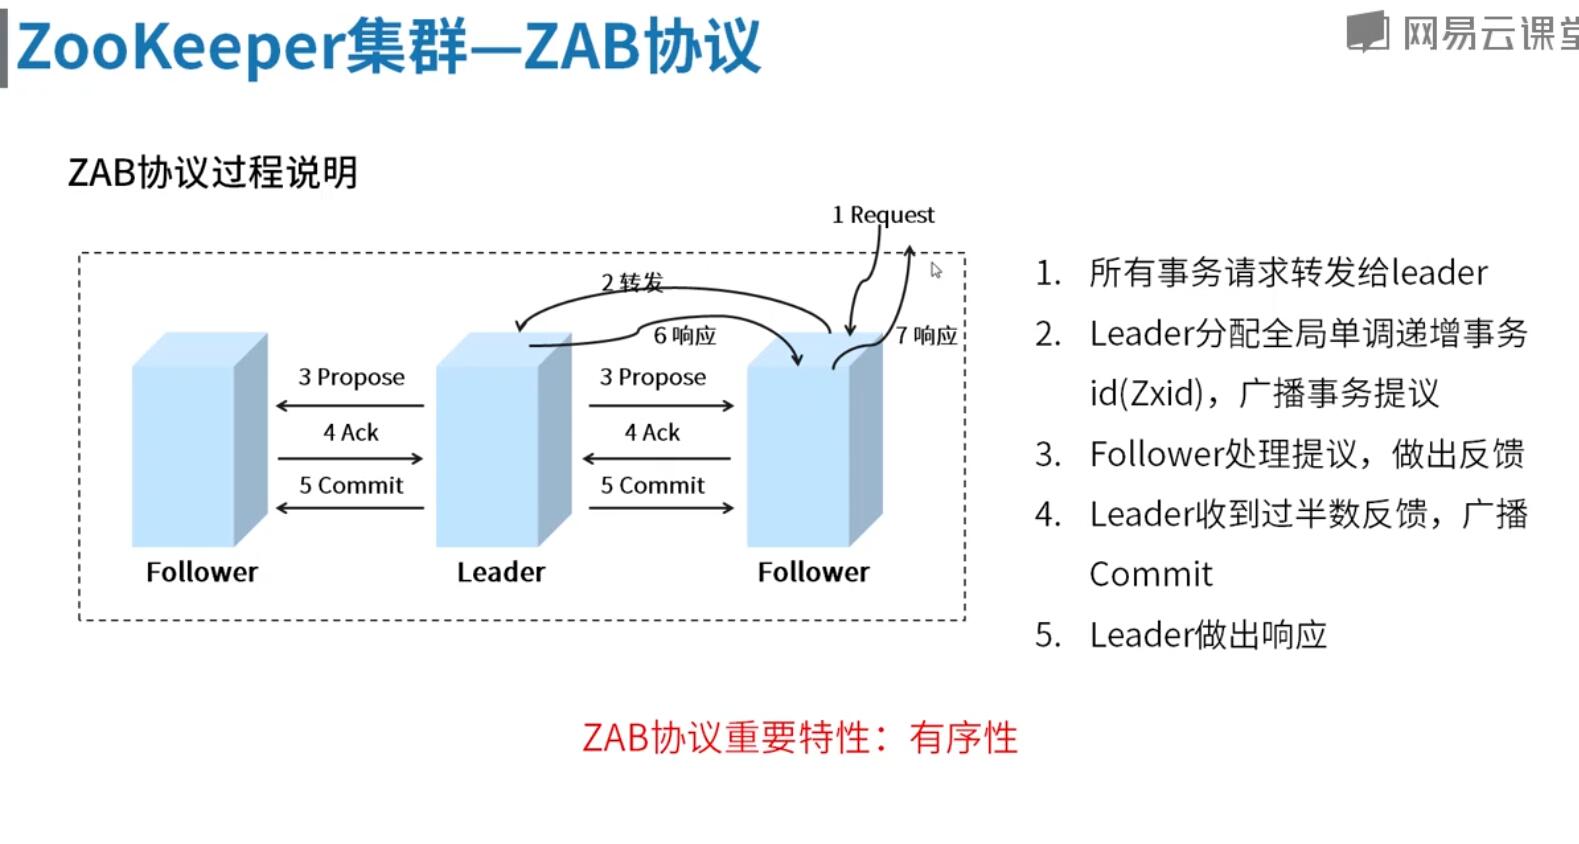 ZooKeeper集群—ZAB协议
网易云课堂
ZAB协议过程说明
1 Request
2 转发
6 响应
7 响应
3 Propose
3 Propose
4 Ack
4 Ack
5 Commit
5 Commit
Follower
Leader
Follower
1. 所有事务请求转发给leader
2. Leader分配全局单调递增事务
id(Zxid)，广播事务提议
3. Follower处理提议，做出反馈
4. Leader收到过半数反馈，广播
Commit
5. Leader做出响应
ZAB协议重要特性：有序性